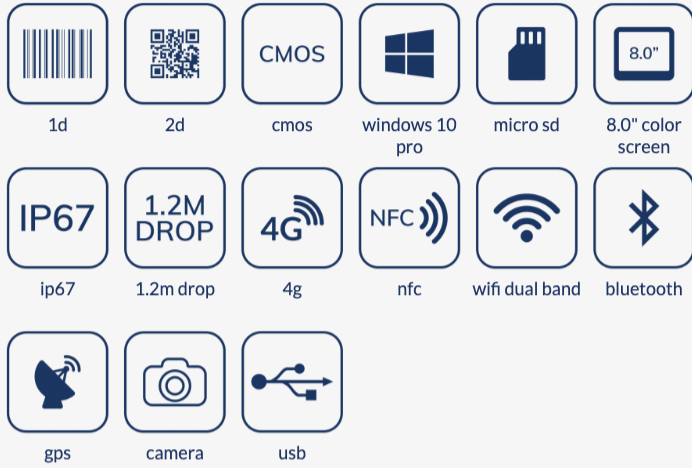 CMOS
8.0"
1d
2d
cmos
windows 10
pro
micro sd
8.0" color
screen
IP67
1.2M
DROP
4G
NFC
ip67
1.2m drop
4g
nfc
wifi dual band
bluetooth
gps
camera
usb